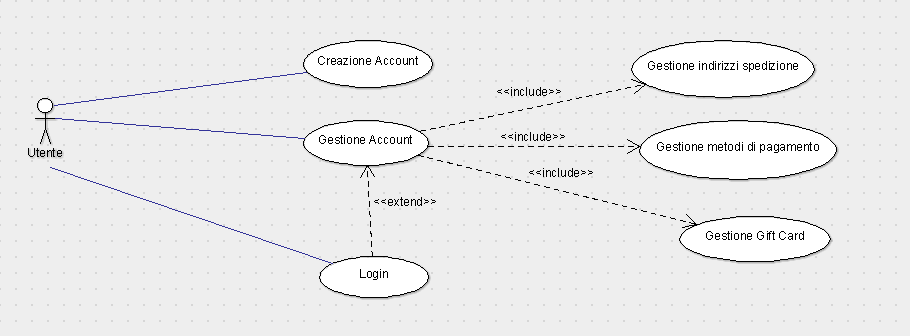 Creazione Account
Gestione indirizzi spedizione
<<include>>
Utente
Gestione Account
<<include>>
Gestione metodi di pagamento
<<include>>
<<extend>>
Gestione Gift Card
Login